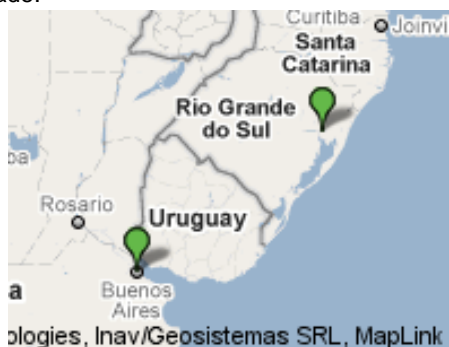 Curitiba
Joinvi
Santa
Catarina
Rio Grande
do Sul
Rosario
Uruguay
Buenos
Aires
ologies, Inav/Geosistemas SRL, MapLink